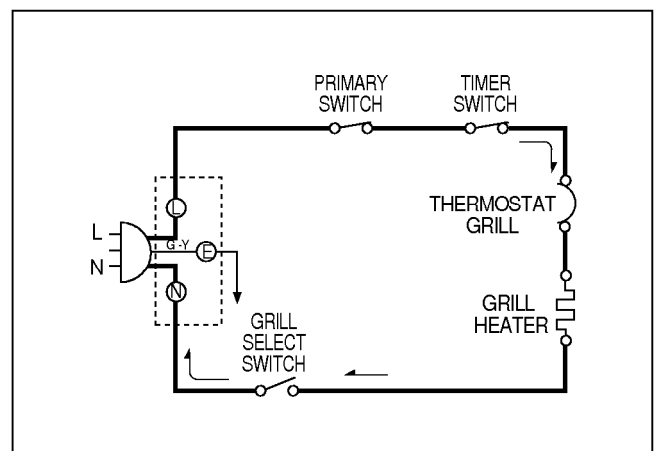 PRIMARY
SWITCH
TIMER
SWITCH
L
THERMOSTAT
GRILL
L
G-Y
E
N
N
GRILL
HEATER
GRILL
SELECT
SWITCH